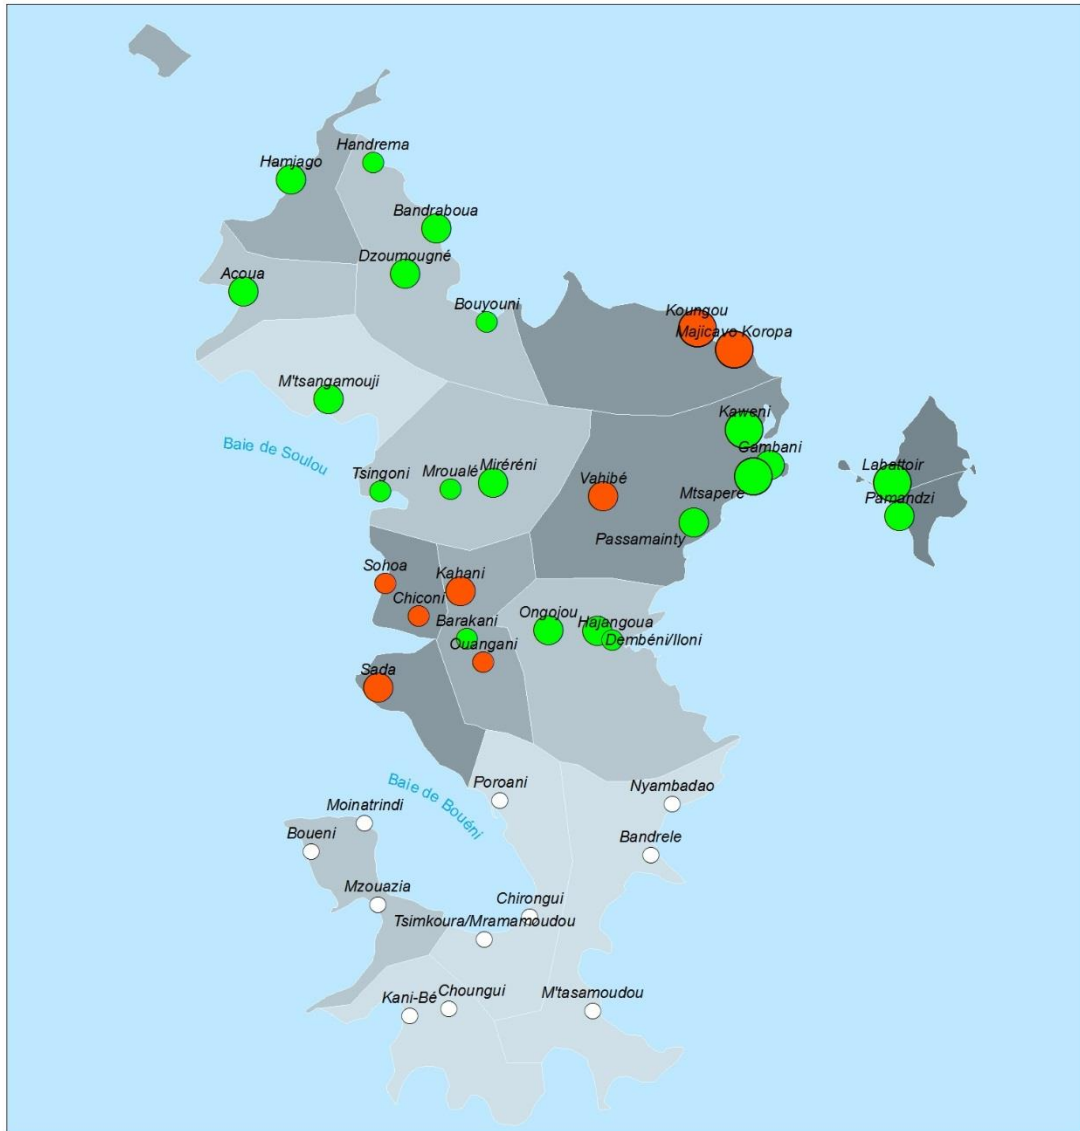 Handrema
Hamjago
Bandraboua
Dzoumougné
Acoua
Bouyouni
Koungou
Majicavo Koropa
M'tsangamouji
Kaweni
Baie de Soulou
Gambani
Labattoir
Tsingoni
Mroualé
Miréréni
Vahibé
Mtsapere
Pamandzi
Passamainty
Sohoa
Kahani
Chiconi
Barakani
Ongojou
Hajangoua
Dembéni/Iloni
Ouangani
Sada
Baie de Bouéni
Poroani
Nyambadao
Moinatrindi
Boueni
Bandrele
Mzouazia
Chirongui
Tsimkoura/Mramamoudou
Kani-Bé
Choungui
M'tasamoudou